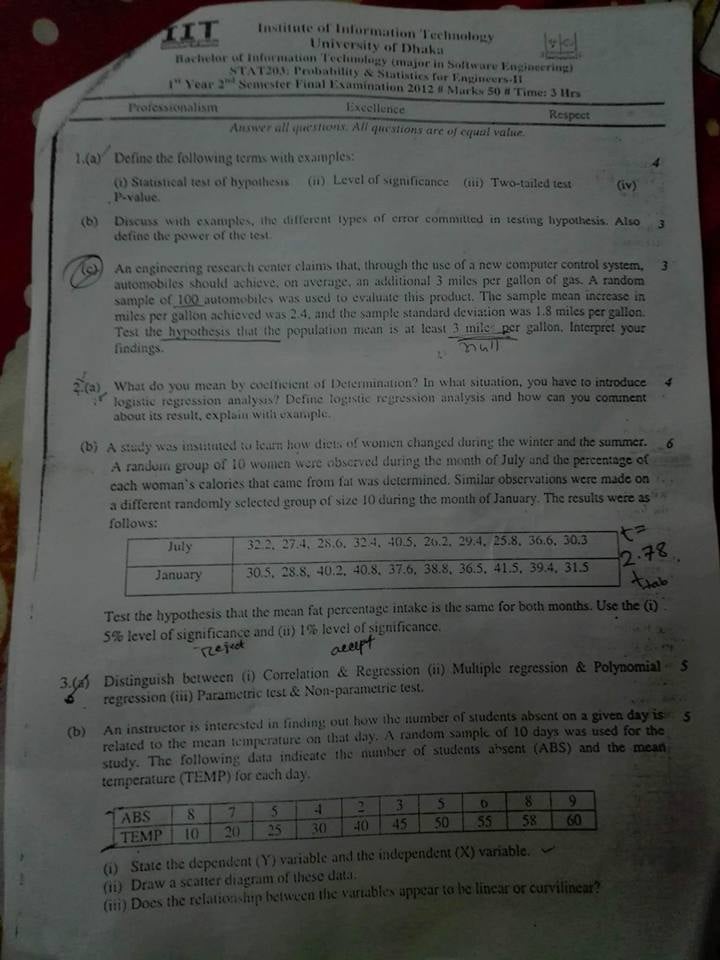 IIT
Institute of Information Technology
University of Dhaka
Bachelor of Information Technology (major in Software Engineering)
STAT203: Probability & Statistics for Engineers-II
1st Year 2nd Semester Final Examination 2012 # Marks 50 # Time: 3 Hrs
Professionalism Excellence Respect
Answer all questions. All questions are of equal value.
1.(a) Define the following terms with examples: 4
(i) Statistical test of hypothesis (ii) Level of significance (iii) Two-tailed test (iv)
P-value.
(b) Discuss with examples, the different types of error committed in testing hypothesis. Also 3
define the power of the test.
(c) An engineering research center claims that, through the use of a new computer control system, 3
automobiles should achieve, on average, an additional 3 miles per gallon of gas. A random
sample of 100 automobiles was used to evaluate this product. The sample mean increase in
miles per gallon achieved was 2.4, and the sample standard deviation was 1.8 miles per gallon.
Test the hypothesis that the population mean is at least 3 miles per gallon. Interpret your
findings. null
2.(a) What do you mean by coefficient of Determination? In what situation, you have to introduce 4
logistic regression analysis? Define logistic regression analysis and how can you comment
about its result, explain with example.
(b) A study was instituted to learn how diets of women changed during the winter and the summer. 6
A random group of 10 women were observed during the month of July and the percentage of
each woman's calories that came from fat was determined. Similar observations were made on
a different randomly selected group of size 10 during the month of January. The results were as
follows:
July 32.2, 27.4, 28.6, 32.4, 40.5, 26.2, 29.4, 25.8, 36.6, 30.3
January 30.5, 28.8, 40.2, 40.8, 37.6, 38.8, 36.5, 41.5, 39.4, 31.5
t=
2.78
t tab
Test the hypothesis that the mean fat percentage intake is the same for both months. Use the (i)
5% level of significance and (ii) 1% level of significance.
Reject accept
3.(a) Distinguish between (i) Correlation & Regression (ii) Multiple regression & Polynomial 5
regression (iii) Parametric test & Non-parametric test.
(b) An instructor is interested in finding out how the number of students absent on a given day is 5
related to the mean temperature on that day. A random sample of 10 days was used for the
study. The following data indicate the number of students absent (ABS) and the mean
temperature (TEMP) for each day.
ABS 8 7 5 4 2 3 5 6 8 9
TEMP 10 20 25 30 40 45 50 55 58 60
(i) State the dependent (Y) variable and the independent (X) variable.
(ii) Draw a scatter diagram of these data.
(iii) Does the relationship between the variables appear to be linear or curvilinear?